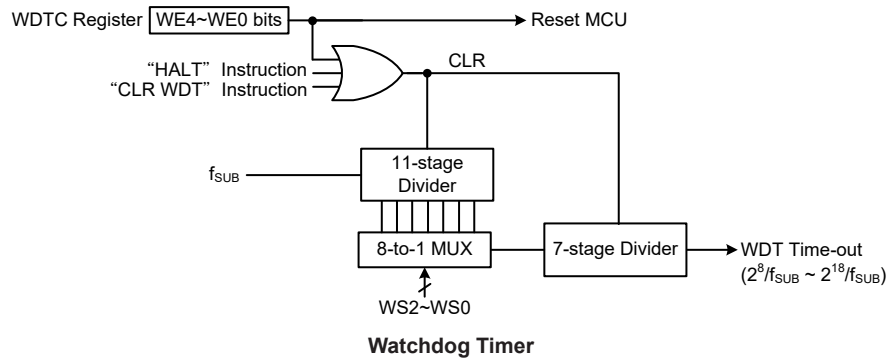 WDTC Register WE4~WE0 bits Reset MCU
CLR
“HALT” Instruction
“CLR WDT” Instruction
fSUB
11-stage
Divider
8-to-1 MUX
7-stage Divider
WDT Time-out
(2^8/fSUB ~ 2^18/fSUB)
WS2~WS0
Watchdog Timer